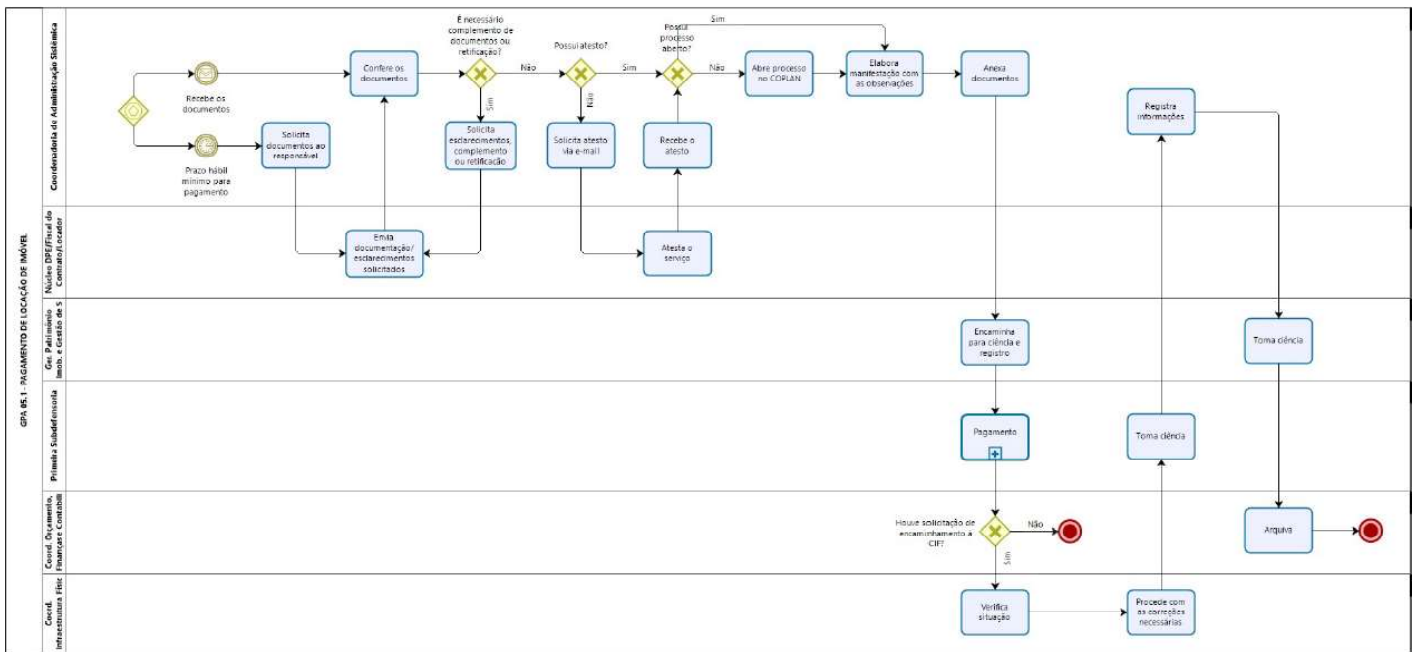 GPA 05.1 - PAGAMENTO DE LOCAÇÃO DE IMÓVEL
Coordenadoria de Administração Sistêmica
Recebe os
documentos
Prazo hábil
mínimo para
pagamento
Solicita
documentos ao
responsável
Confere os
documentos
É necessário
complemento de
documentos ou
retificação?
Não
Sim
Solicita
esclarecimentos,
complemento
ou retificação
Possui atesto?
Sim
Não
Solicita atesto
via e-mail
Recebe o
atesto
Possui
processo
aberto?
Sim
Não
Abre processo
no COPLAN
Elabora
manifestação com
as observações
Anexa
documentos
Registra
informações
Núcleo DPE/Fiscal do
Contrato/Locador
Envia
documentação/
esclarecimentos
solicitados
Atesta o
serviço
Ger. Patrimônio
Imob. e Gestão de S
Encaminha
para ciência e
registro
Toma ciência
Primeira Subdefensoria
Pagamento
Toma ciência
Coord. Orçamento,
Finanças e Contabili
Houve solicitação de
encaminhamento à
CIF?
Não
Sim
Arquiva
Coord.
Infraestrutura Físic
Verifica
situação
Procede com
as correções
necessárias